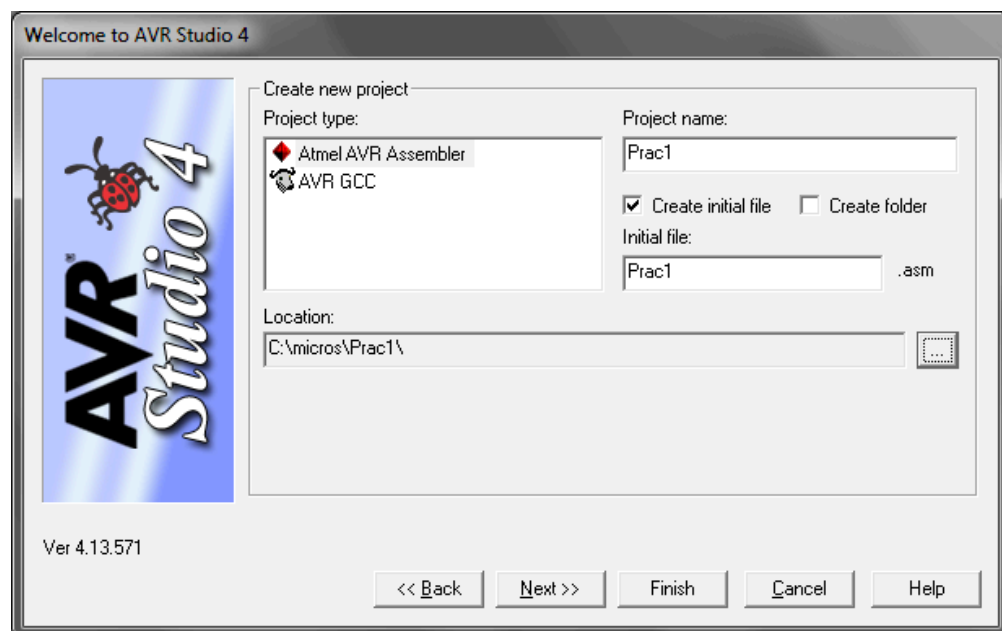 Welcome to AVR Studio 4
AVR® Studio 4
Create new project
Project type:
Atmel AVR Assembler
AVR GCC
Project name:
Prac1
Create initial file
Create folder
Initial file:
Prac1
.asm
Location:
C:\micros\Prac1\
...
Ver 4.13.571
<< Back
Next >>
Finish
Cancel
Help